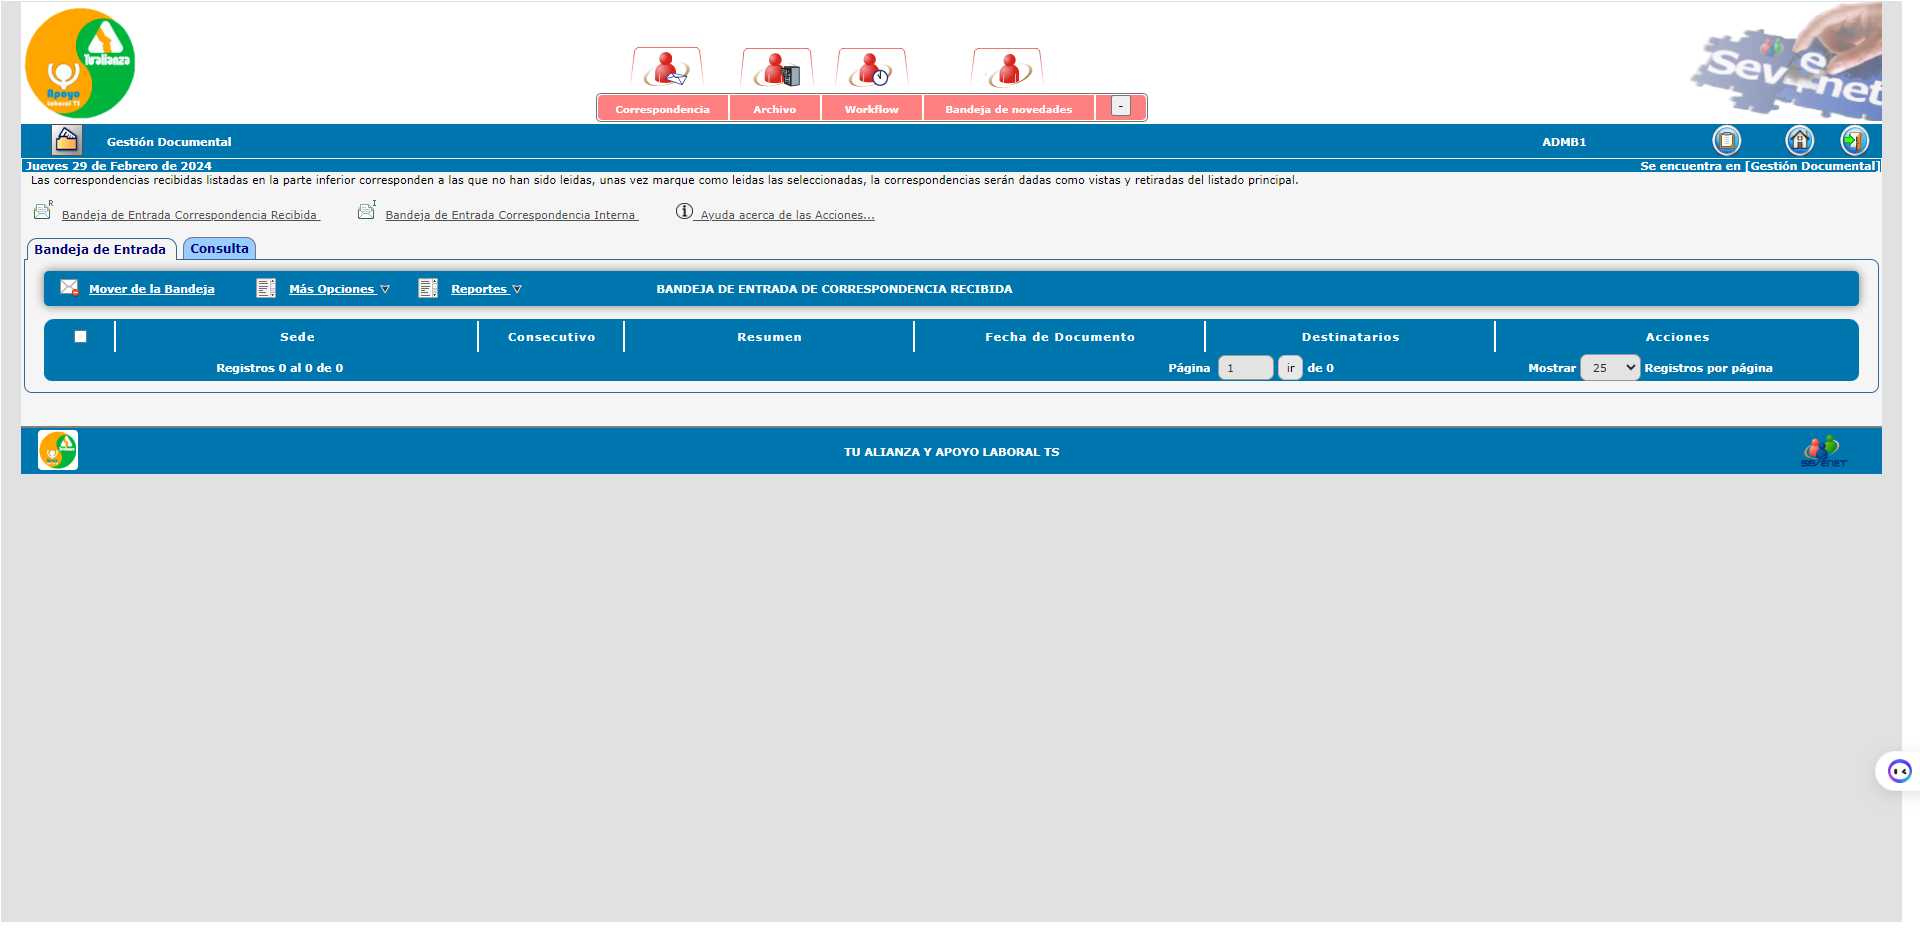 Tu alianza
Apoyo
laboral TS
Sevenet
Correspondencia Archivo Workflow Bandeja de novedades -
Gestión Documental ADMB1
Jueves 29 de Febrero de 2024 Se encuentra en [Gestión Documental]
Las correspondencias recibidas listadas en la parte inferior corresponden a las que no han sido leidas, unas vez marque como leidas las seleccionadas, la correspondencias serán dadas como vistas y retiradas del listado principal.
R Bandeja de Entrada Correspondencia Recibida I Bandeja de Entrada Correspondencia Interna Ayuda acerca de las Acciones...
Bandeja de Entrada Consulta
Mover de la Bandeja Más Opciones ▽ Reportes ▽ BANDEJA DE ENTRADA DE CORRESPONDENCIA RECIBIDA
Sede Consecutivo Resumen Fecha de Documento Destinatarios Acciones
Registros 0 al 0 de 0 Página 1 ir de 0 Mostrar 25 Registros por página
TU ALIANZA Y APOYO LABORAL TS
SEVENET